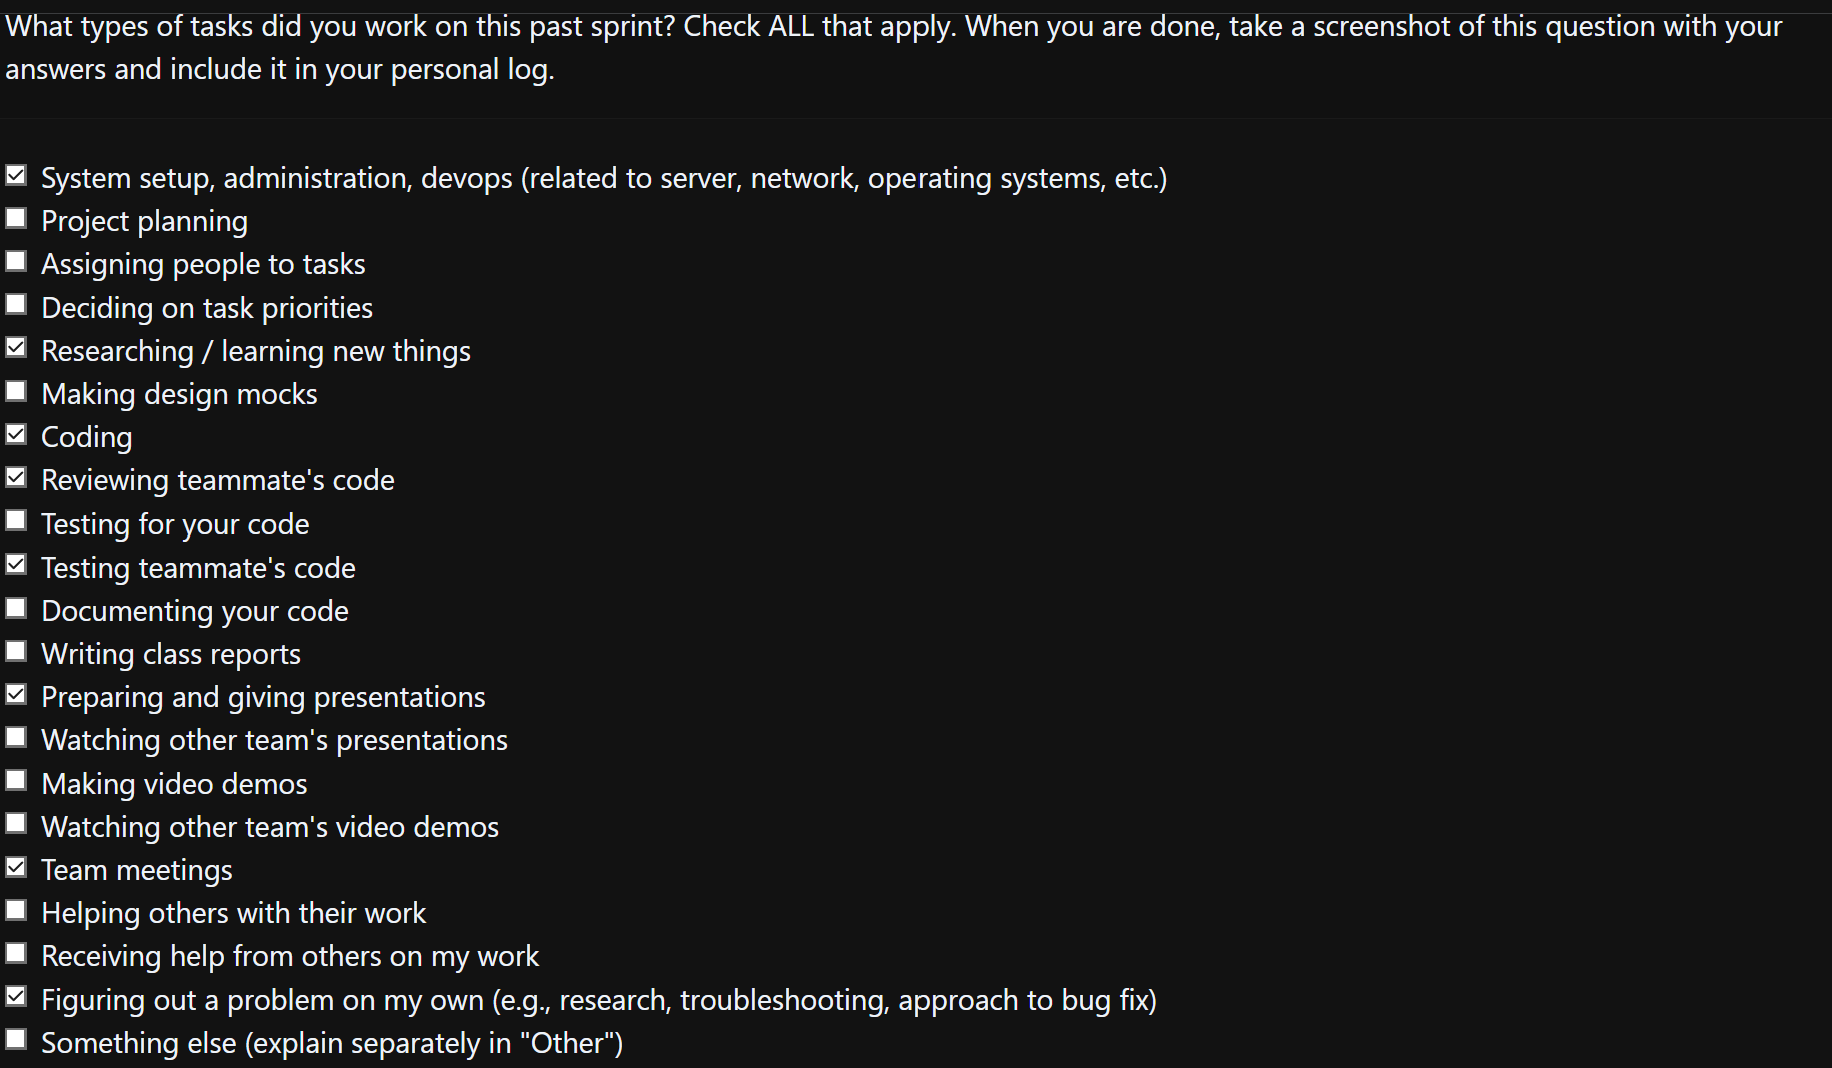 What types of tasks did you work on this past sprint? Check ALL that apply. When you are done, take a screenshot of this question with your
answers and include it in your personal log.
System setup, administration, devops (related to server, network, operating systems, etc.)
Project planning
Assigning people to tasks
Deciding on task priorities
Researching / learning new things
Making design mocks
Coding
Reviewing teammate's code
Testing for your code
Testing teammate's code
Documenting your code
Writing class reports
Preparing and giving presentations
Watching other team's presentations
Making video demos
Watching other team's video demos
Team meetings
Helping others with their work
Receiving help from others on my work
Figuring out a problem on my own (e.g., research, troubleshooting, approach to bug fix)
Something else (explain separately in "Other")